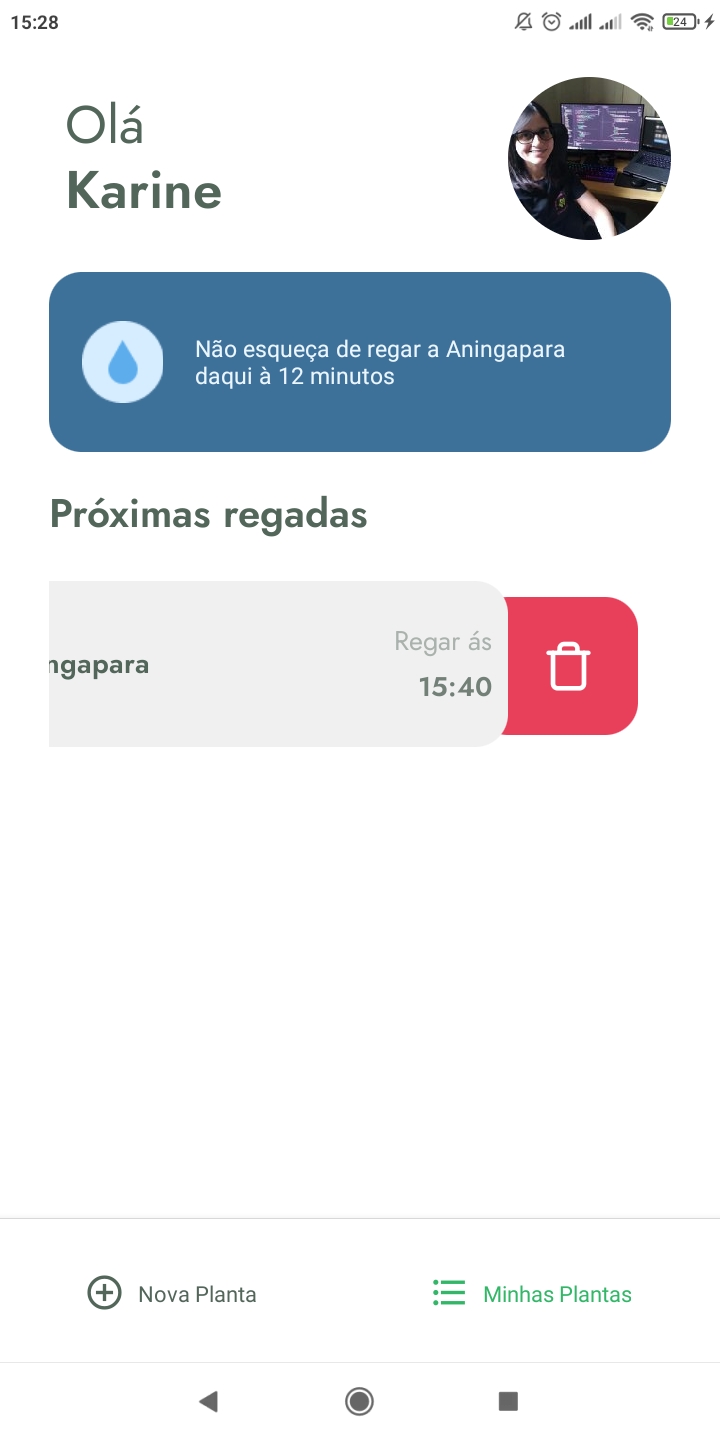 15:28
24
Olá
Karine
Não esqueça de regar a Aningapara
daqui à 12 minutos
Próximas regadas
ngapara
Regar ás
15:40
Nova Planta
Minhas Plantas